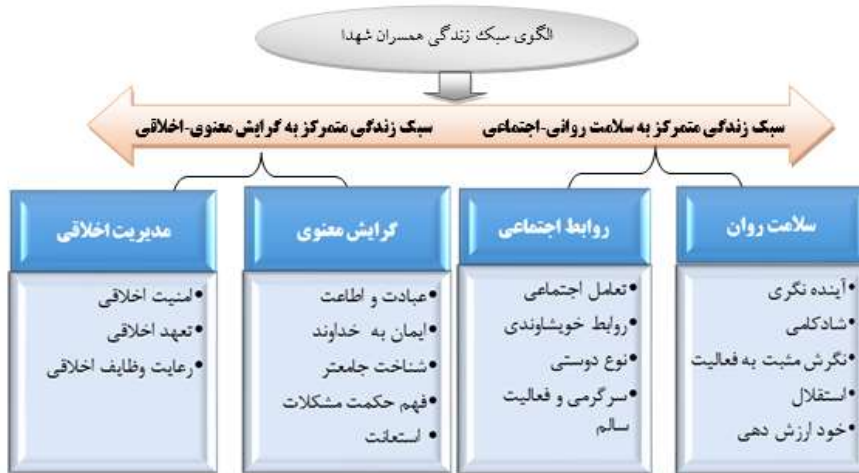 الگوی سبک زندگی همسران شهدا
سبک زندگی متمرکز به سلامت روانی-اجتماعی
سبک زندگی متمرکز به گرایش معنوی-اخلاقی
سلامت روان
•آینده نگری
•شادکامی
•نگرش مثبت به فعالیت
•استقلال
•خود ارزش دهی
روابط اجتماعی
•تعامل اجتماعی
•روابط خویشاوندی
•نوع دوستی
•سرگرمی و فعالیت
سالم
گرایش معنوی
•عبادت و اطاعت
•ایمان به خداوند
•شناخت جامعتر
•فهم حکمت مشکلات
•استعانت
مدیریت اخلاقی
•امنیت اخلاقی
•تعهد اخلاقی
•رعایت وظایف اخلاقی